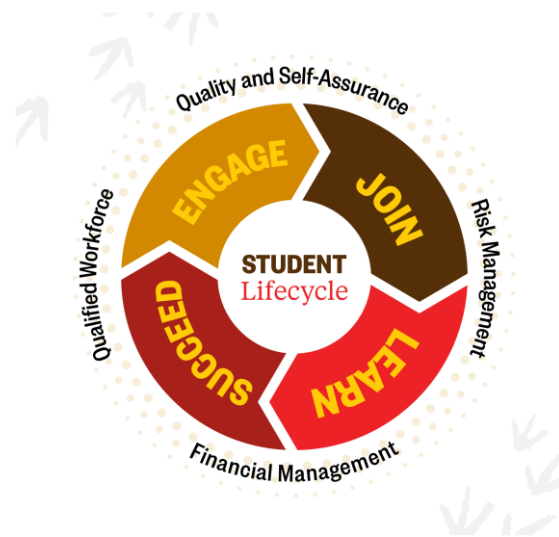 Quality and Self-Assurance
ENGAGE
JOIN
Qualified Workforce
STUDENT
Lifecycle
Risk Management
SUCCEED
LEARN
Financial Management